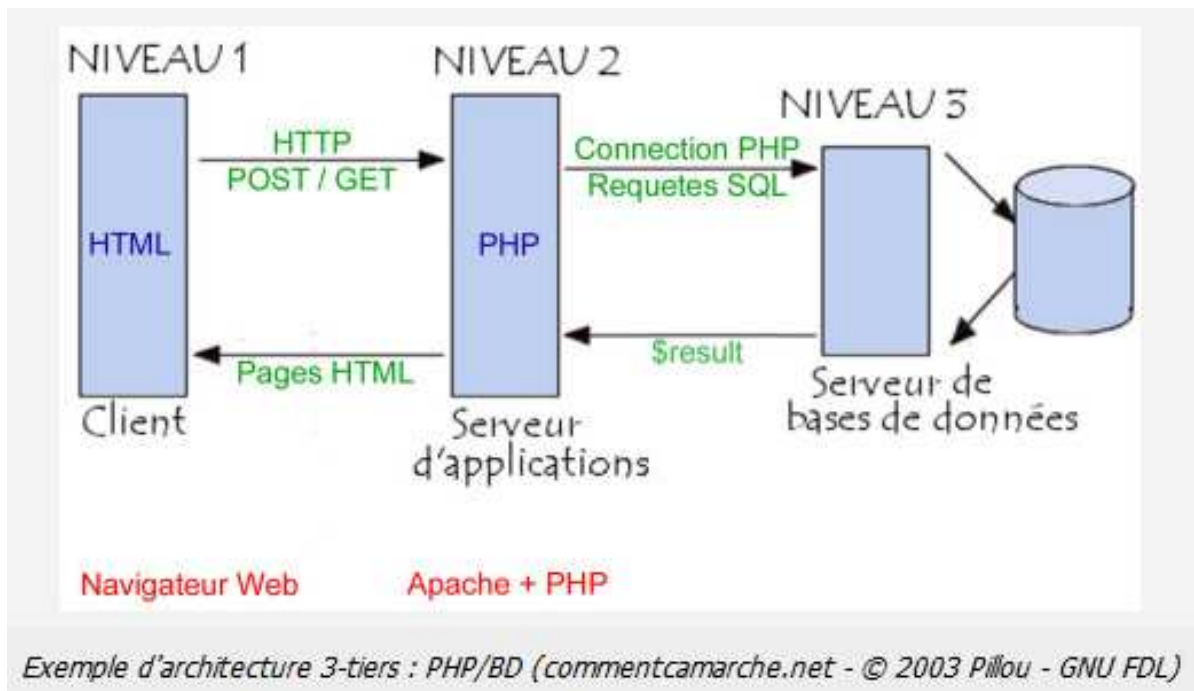 NIVEAU 1
NIVEAU 2
NIVEAU 3
HTTP
POST / GET
Connection PHP
Requetes SQL
HTML
PHP
Pages HTML
$result
Client
Serveur
d'applications
Serveur de
bases de données
Navigateur Web
Apache + PHP
Exemple d'architecture 3-tiers : PHP/BD (commentcamarche.net - © 2003 Pillou - GNU FDL)